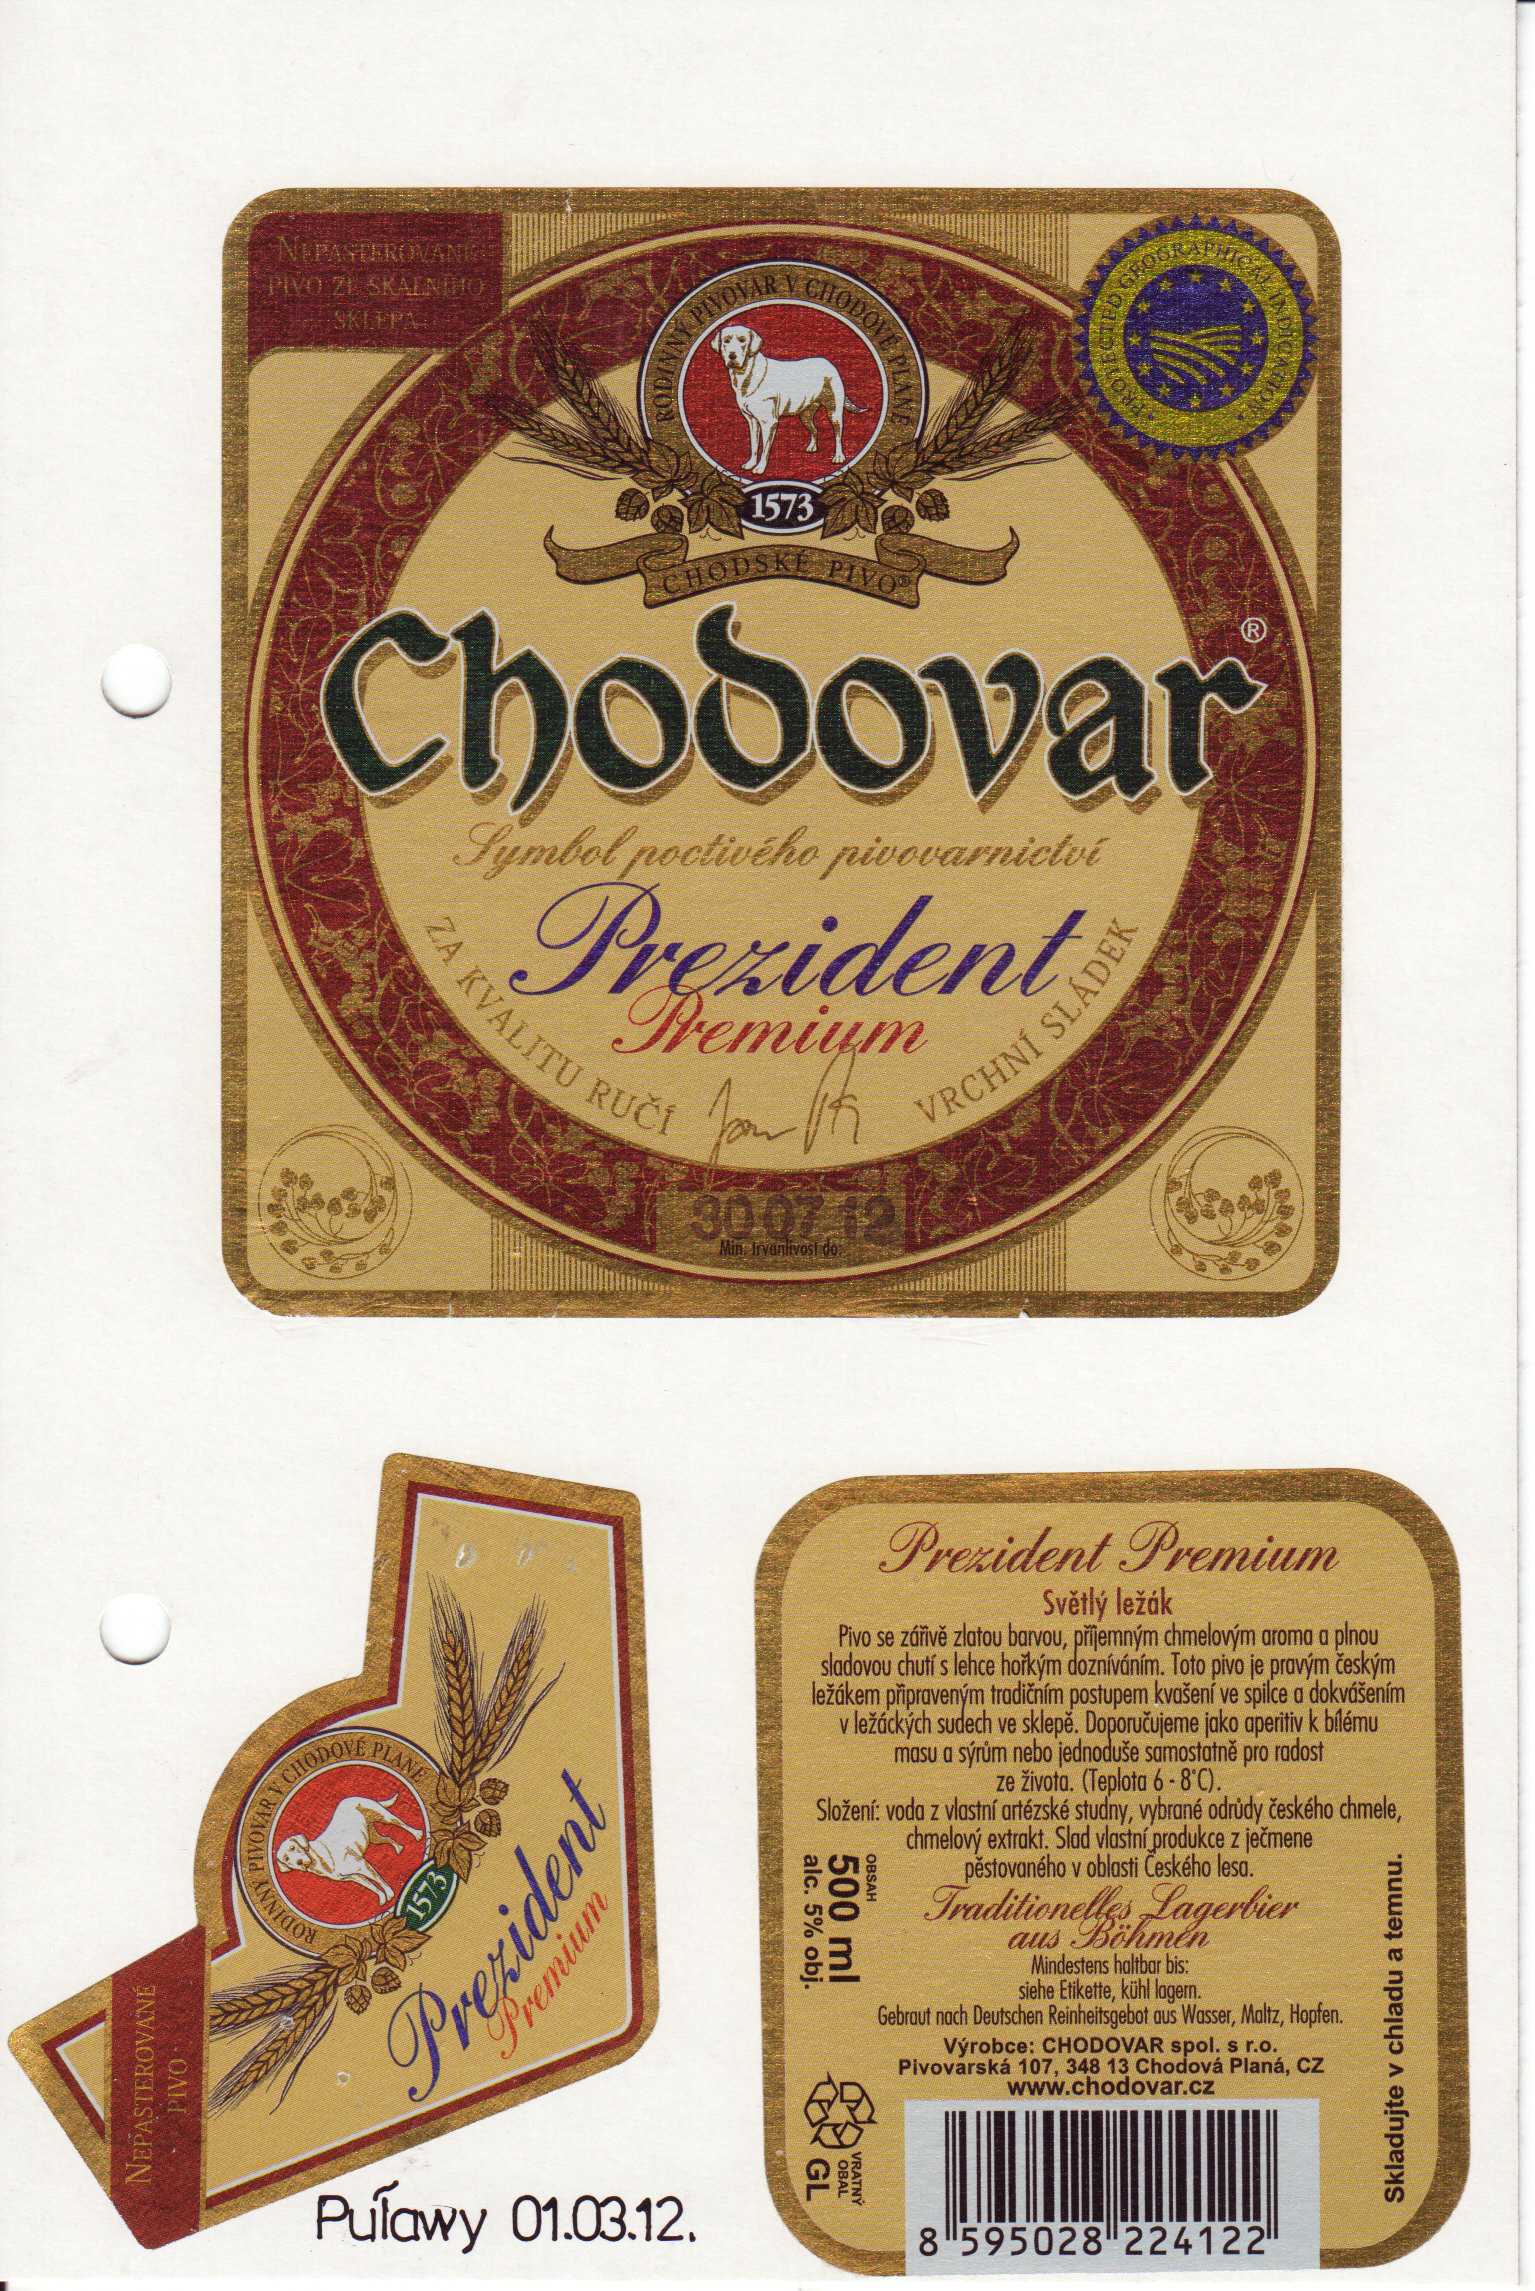 NEPASTEROVANÉ
PIVO ZE SKALNÍHO
SKLEPA
PROTECTED GEOGRAPHICAL INDICATION
RODINNÝ PIVOVAR V CHODOVÉ PLANÉ
1573
CHODSKÉ PIVO®
Chodovar®
Symbol poctivého pivovarnictví
Prezident
Premium
ZA KVALITU RUČÍ
VRCHNÍ SLÁDEK
30 07 12
Min. trvanlivost do:
RODINNÝ PIVOVAR V CHODOVÉ PLANÉ
1573
Prezident
Premium
NEPASTEROVANÉ
PIVO
Puławy 01.03.12.
Prezident Premium
Světlý ležák
Pivo se zářivě zlatou barvou, příjemným chmelovým aroma a plnou
sladovou chutí s lehce hořkým dozníváním. Toto pivo je pravým českým
ležákem připraveným tradičním postupem kvašení ve spilce a dokvášením
v ležáckých sudech ve sklepě. Doporučujeme jako aperitiv k bílému
masu a sýrům nebo jednoduše samostatně pro radost
ze života. (Teplota 6 - 8°C).
Složení: voda z vlastní artézské studny, vybrané odrůdy českého chmele,
chmelový extrakt. Slad vlastní produkce z ječmene
pěstovaného v oblasti Českého lesa.
Traditionelles Lagerbier
aus Böhmen
Mindestens haltbar bis:
siehe Etikette, kühl lagern.
Gebraut nach Deutschen Reinheitsgebot aus Wasser, Maltz, Hopfen.
Výrobce: CHODOVAR spol. s r.o.
Pivovarská 107, 348 13 Chodová Planá, CZ
www.chodovar.cz
OBSAH
500 ml
alc. 5% obj.
VRATNÝ
OBAL
GL
Skladujte v chladu a temnu.
8 595028 224122